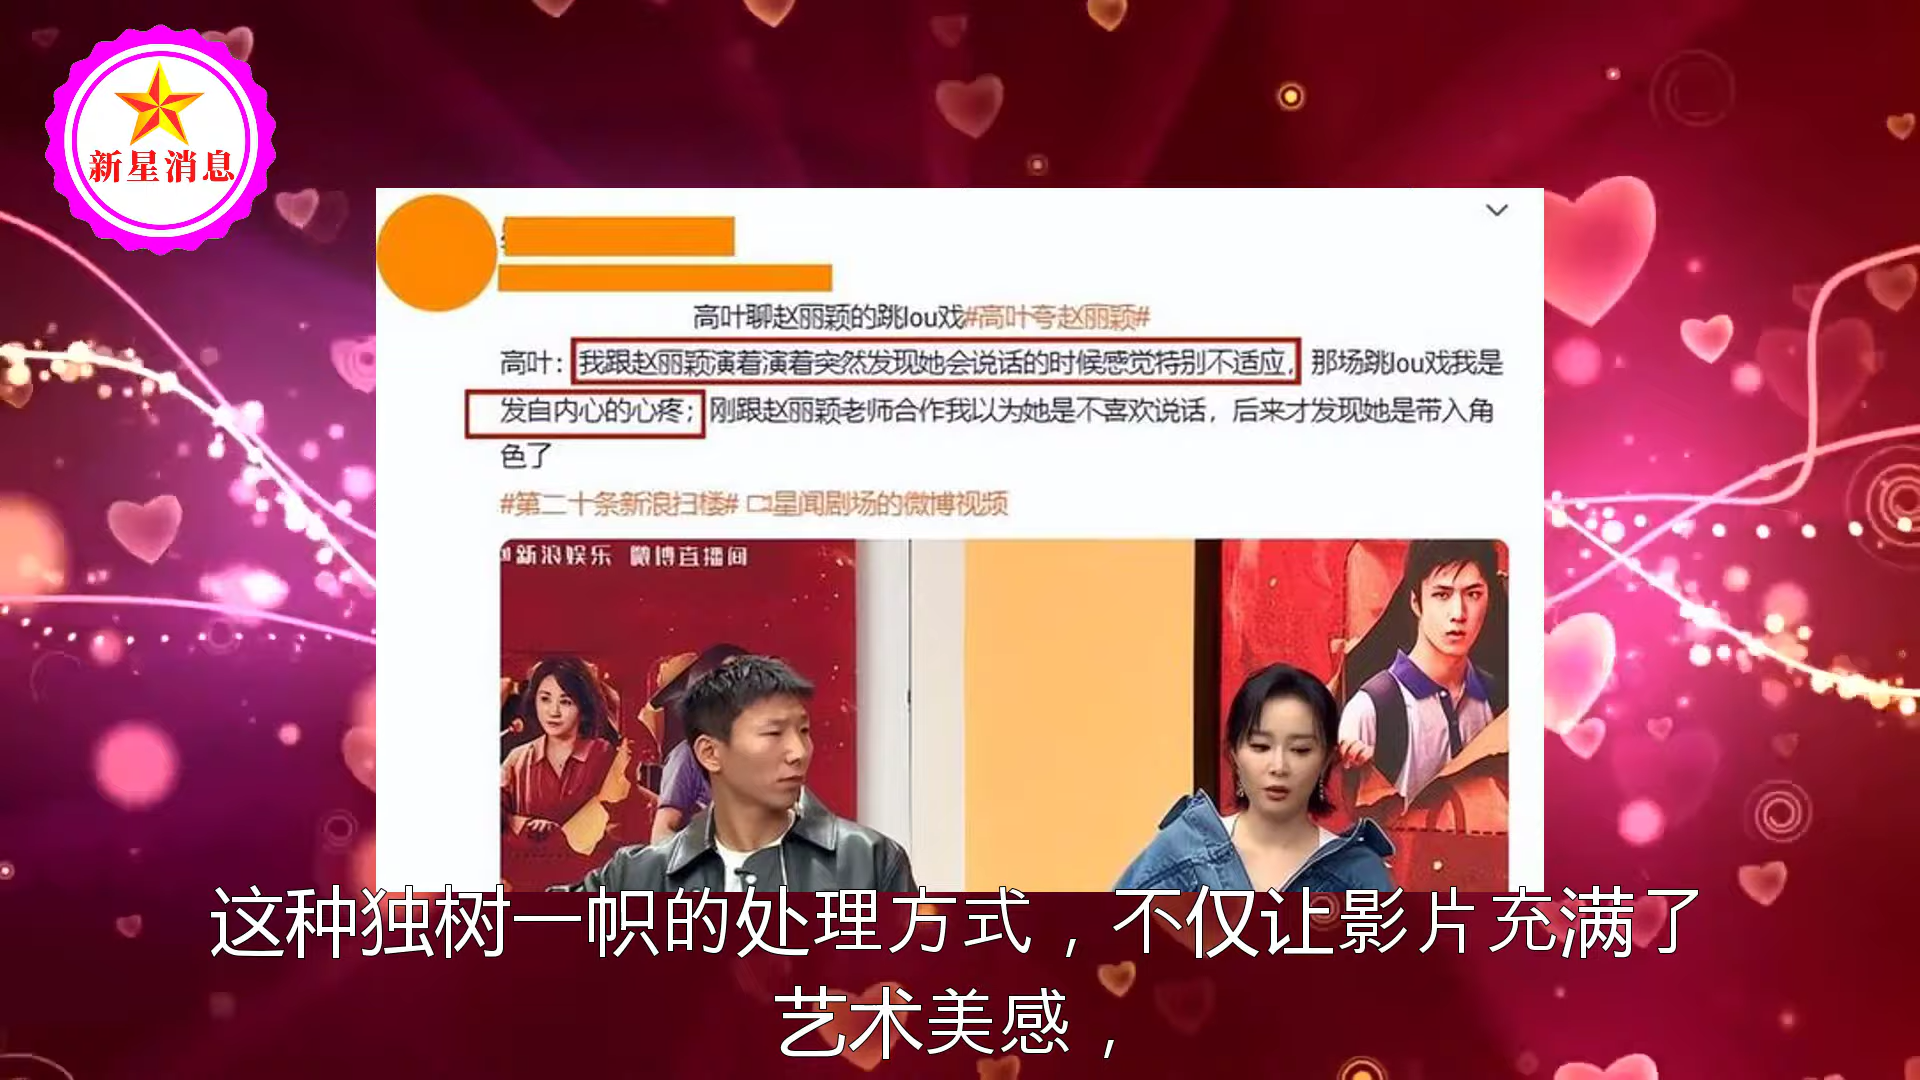 新星消息
高叶聊赵丽颖的跳lou戏#高叶夸赵丽颖#
高叶：我跟赵丽颖演着演着突然发现她会说话的时候感觉特别不适应，那场跳lou戏我是
发自内心的心疼；刚跟赵丽颖老师合作我以为她是不喜欢说话，后来才发现她是带入角
色了
#第二十条新浪扫楼# 星闻剧场的微博视频
新浪娱乐 微博直播间
这种独树一帜的处理方式，不仅让影片充满了
艺术美感，